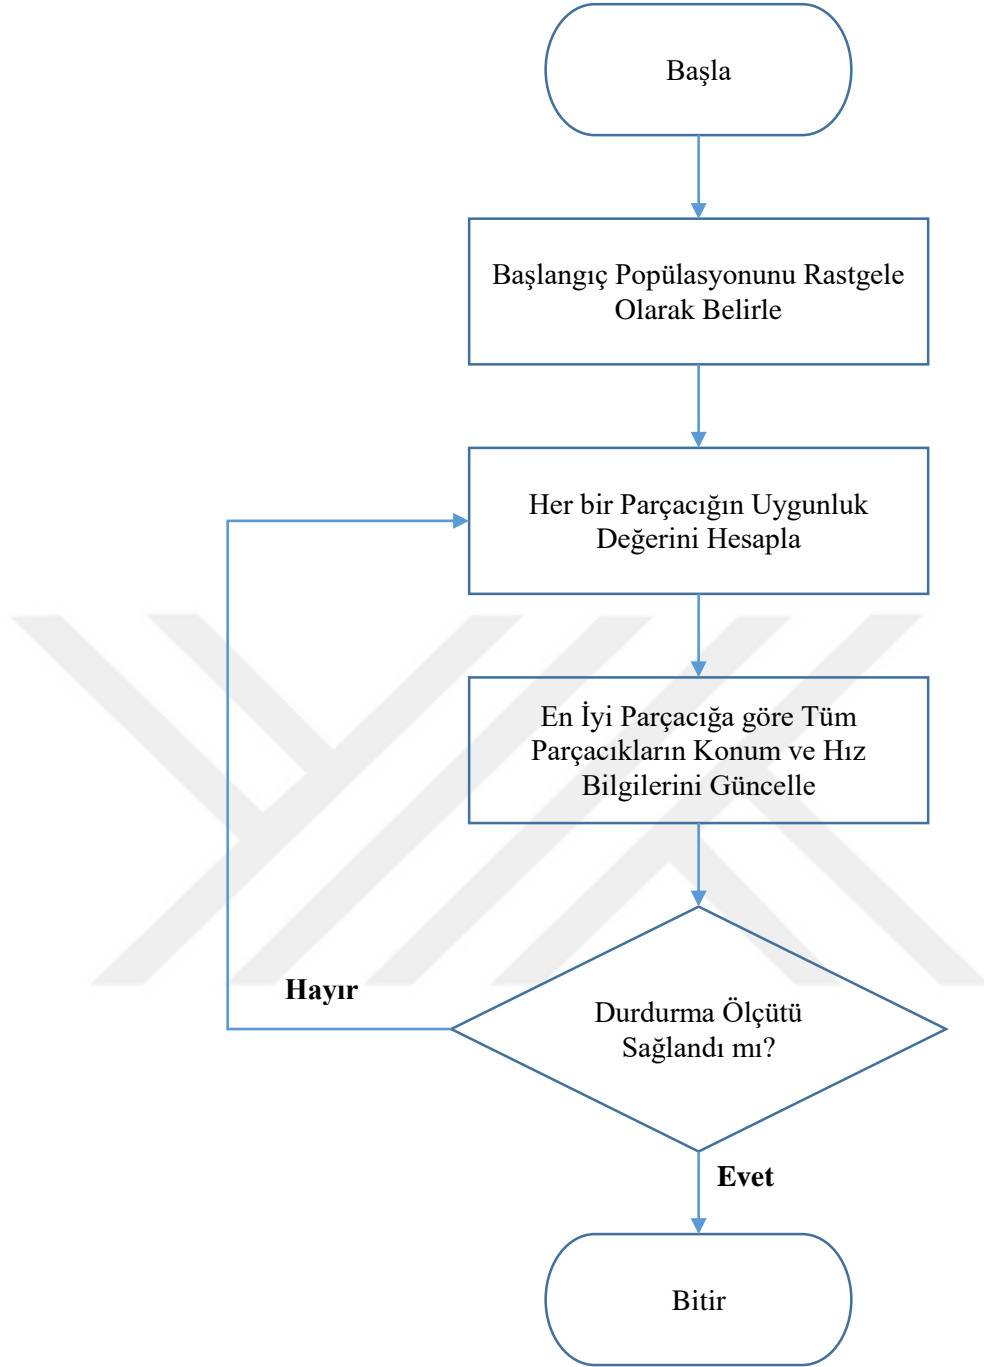 Başla
Başlangıç Popülasyonunu Rastgele
Olarak Belirle
Her bir Parçacığın Uygunluk
Değerini Hesapla
En İyi Parçacığa göre Tüm
Parçacıkların Konum ve Hız
Bilgilerini Güncelle
Hayır
Durdurma Ölçütü
Sağlandı mı?
Evet
Bitir